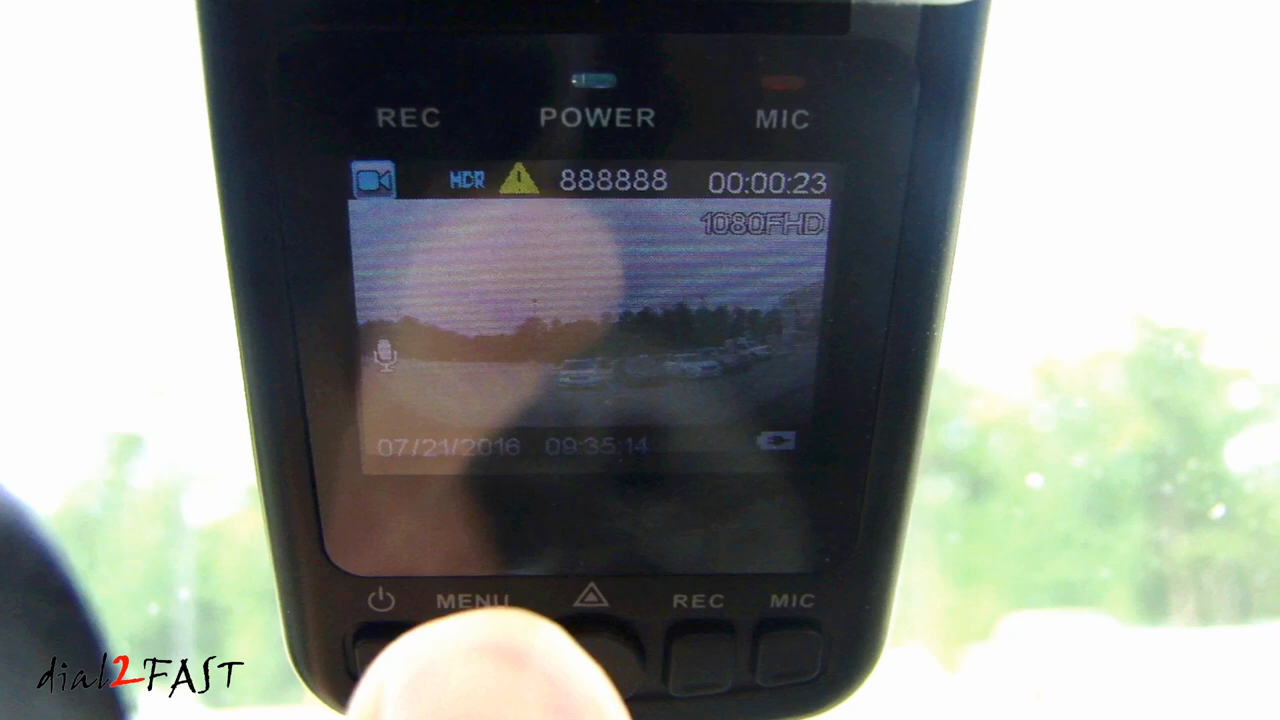 REC POWER MIC
HDR 888888 00:00:23
1080FHD
07/21/2016 09:35:14
MENU REC MIC
dial2FAST